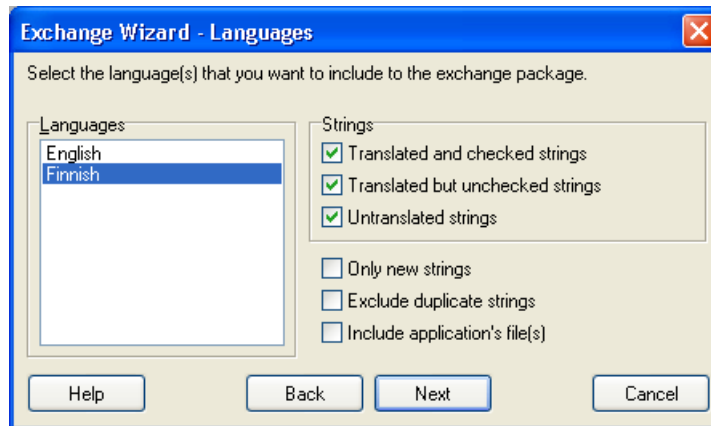 Exchange Wizard - Languages
Select the language(s) that you want to include to the exchange package.
Languages
English
Finnish
Strings
Translated and checked strings
Translated but unchecked strings
Untranslated strings
Only new strings
Exclude duplicate strings
Include application's file(s)
Help
Back
Next
Cancel